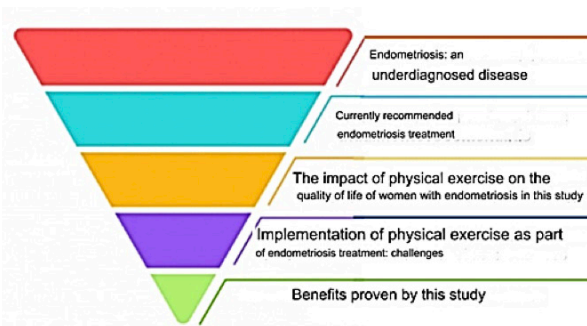 Endometriosis: an
underdiagnosed disease
Currently recommended
endometriosis treatment
The impact of physical exercise on the
quality of life of women with endometriosis in this study
Implementation of physical exercise as part
of endometriosis treatment: challenges
Benefits proven by this study